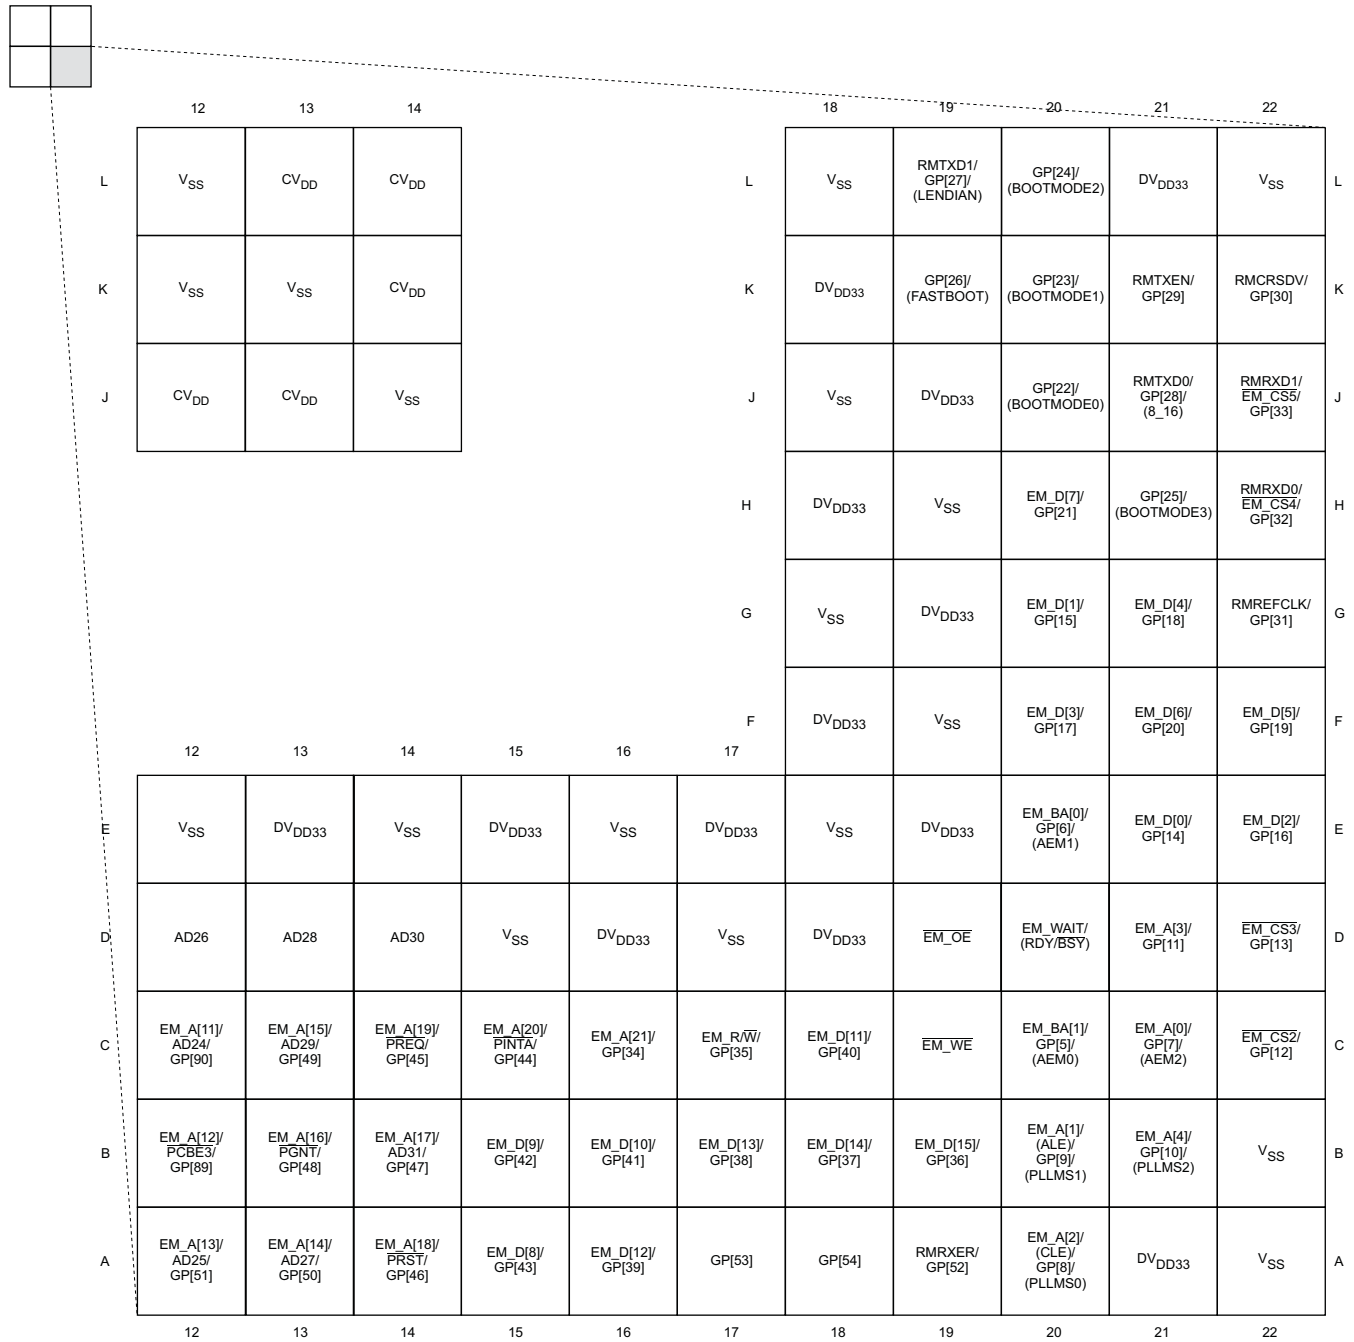 12 13 14 18 19 20 21 22
L VSS CVDD CVDD L VSS RMTXD1/ GP[27]/ (LENDIAN) GP[24]/ (BOOTMODE2) DVDD33 VSS L
K VSS VSS CVDD K DVDD33 GP[26]/ (FASTBOOT) GP[23]/ (BOOTMODE1) RMTXEN/ GP[29] RMCRSDV/ GP[30] K
J CVDD CVDD VSS J VSS DVDD33 GP[22]/ (BOOTMODE0) RMTXD0/ GP[28]/ (8_16) RMRXD1/ EM_CS5/ GP[33] J
H DVDD33 VSS EM_D[7]/ GP[21] GP[25]/ (BOOTMODE3) RMRXD0/ EM_CS4/ GP[32] H
G VSS DVDD33 EM_D[1]/ GP[15] EM_D[4]/ GP[18] RMREFCLK/ GP[31] G
F DVDD33 VSS EM_D[3]/ GP[17] EM_D[6]/ GP[20] EM_D[5]/ GP[19] F
12 13 14 15 16 17
E VSS DVDD33 VSS DVDD33 VSS DVDD33 VSS DVDD33 EM_BA[0]/ GP[6]/ (AEM1) EM_D[0]/ GP[14] EM_D[2]/ GP[16] E
D AD26 AD28 AD30 VSS DVDD33 VSS DVDD33 EM_OE EM_WAIT/ (RDY/BSY) EM_A[3]/ GP[11] EM_CS3/ GP[13] D
C EM_A[11]/ AD24/ GP[90] EM_A[15]/ AD29/ GP[49] EM_A[19]/ PREQ/ GP[45] EM_A[20]/ PINTA/ GP[44] EM_A[21]/ GP[34] EM_R/W/ GP[35] EM_D[11]/ GP[40] EM_WE EM_BA[1]/ GP[5]/ (AEM0) EM_A[0]/ GP[7]/ (AEM2) EM_CS2/ GP[12] C
B EM_A[12]/ PCBE3/ GP[89] EM_A[16]/ PGNT/ GP[48] EM_A[17]/ AD31/ GP[47] EM_D[9]/ GP[42] EM_D[10]/ GP[41] EM_D[13]/ GP[38] EM_D[14]/ GP[37] EM_D[15]/ GP[36] EM_A[1]/ (ALE)/ GP[9]/ (PLLMS1) EM_A[4]/ GP[10]/ (PLLMS2) VSS B
A EM_A[13]/ AD25/ GP[51] EM_A[14]/ AD27/ GP[50] EM_A[18]/ PRST/ GP[46] EM_D[8]/ GP[43] EM_D[12]/ GP[39] GP[53] GP[54] RMRXER/ GP[52] EM_A[2]/ (CLE)/ GP[8]/ (PLLMS0) DVDD33 VSS A
12 13 14 15 16 17 18 19 20 21 22